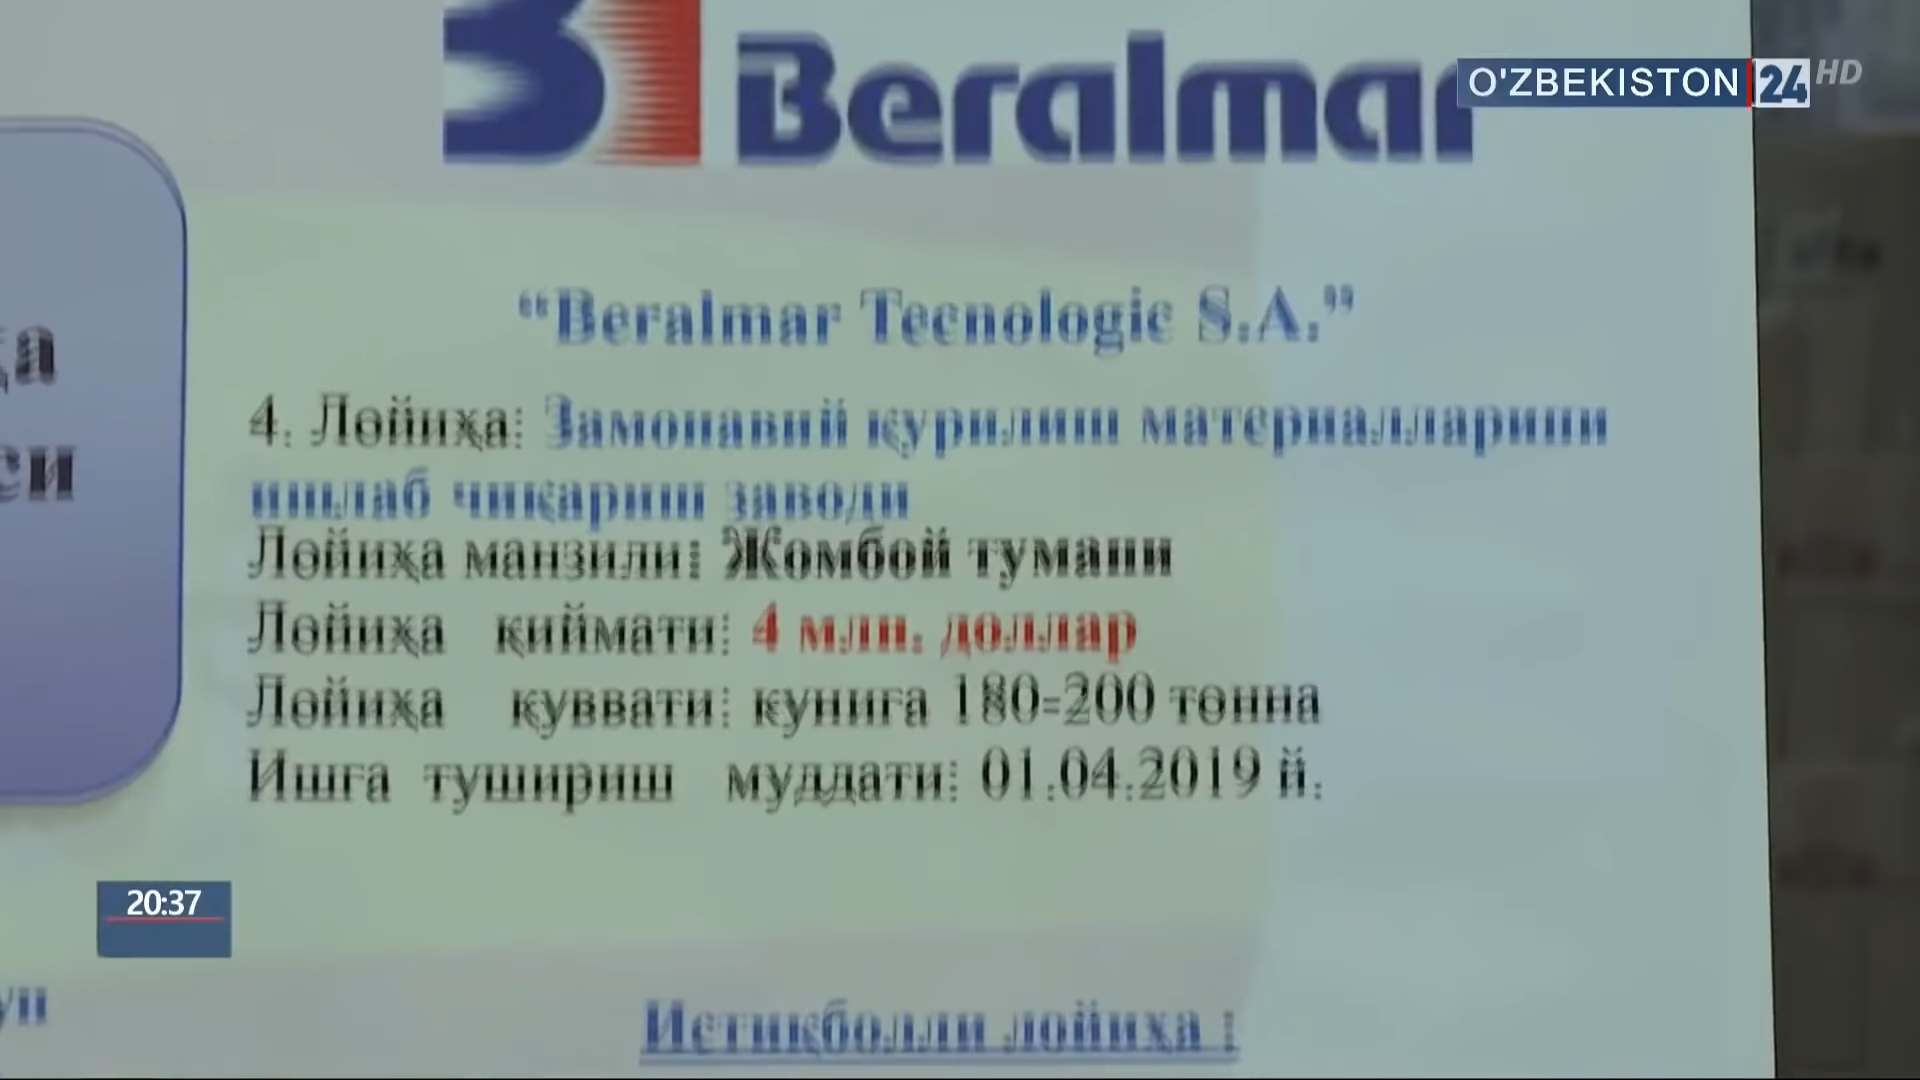 Beralmar
O'ZBEKISTON 24 HD
“Beralmar Tecnologic S.A.”
4. Лойиҳа: Замонавий қурилиш материалларини
ишлаб чиқариш заводи
Лойиҳа манзили: Жомбой тумани
Лойиҳа қиймати: 4 млн. доллар
Лойиҳа қуввати: кунига 180-200 тонна
Ишга тушириш муддати: 01.04.2019 й.
20:37
Истиқболли лойиҳа :